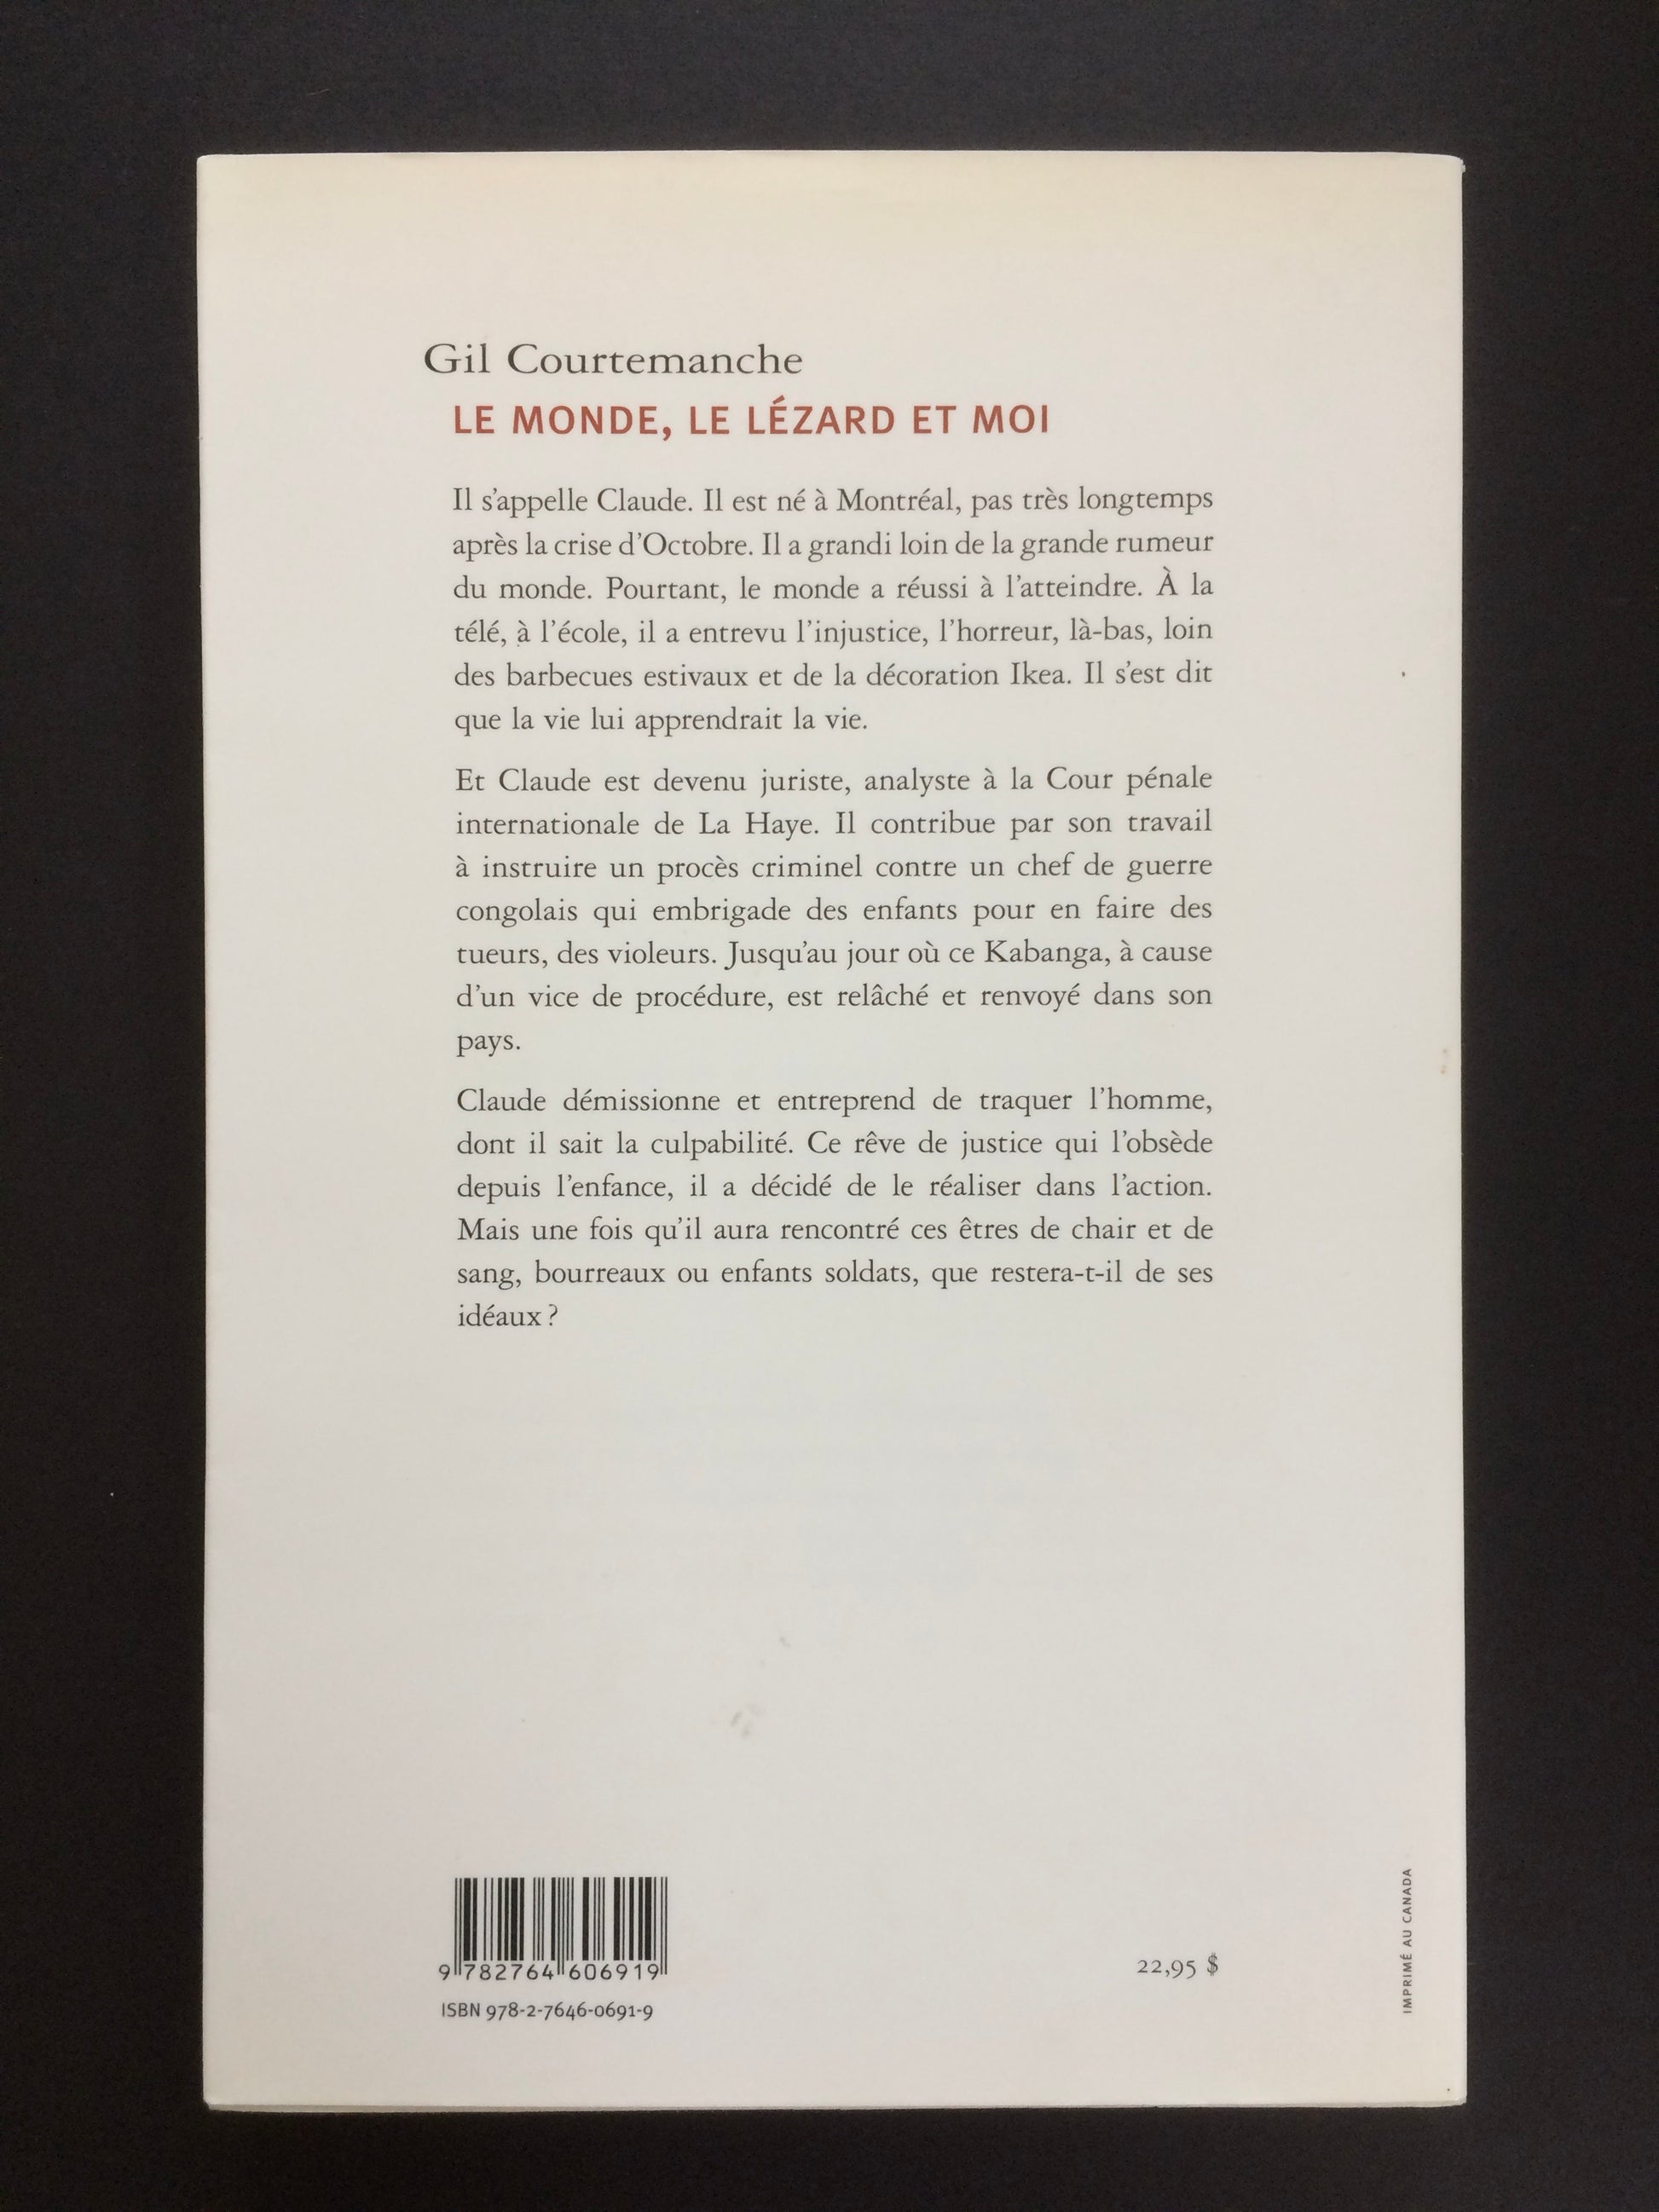 Gil Courtemanche
LE MONDE, LE LÉZARD ET MOI
Il s'appelle Claude. Il est né à Montréal, pas très longtemps
après la crise d'Octobre. Il a grandi loin de la grande rumeur
du monde. Pourtant, le monde a réussi à l'atteindre. À la
télé, à l'école, il a entrevu l'injustice, l'horreur, là-bas, loin
des barbecues estivaux et de la décoration Ikea. Il s'est dit
que la vie lui apprendrait la vie.
Et Claude est devenu juriste, analyste à la Cour pénale
internationale de La Haye. Il contribue par son travail
à instruire un procès criminel contre un chef de guerre
congolais qui embrigade des enfants pour en faire des
tueurs, des violeurs. Jusqu'au jour où ce Kabanga, à cause
d'un vice de procédure, est relâché et renvoyé dans son
pays.
Claude démissionne et entreprend de traquer l'homme,
dont il sait la culpabilité. Ce rêve de justice qui l'obsède
depuis l'enfance, il a décidé de le réaliser dans l'action.
Mais une fois qu'il aura rencontré ces êtres de chair et de
sang, bourreaux ou enfants soldats, que restera-t-il de ses
idéaux ?
9 782764 606919
ISBN 978-2-7646-0691-9
22,95 $
IMPRIMÉ AU CANADA